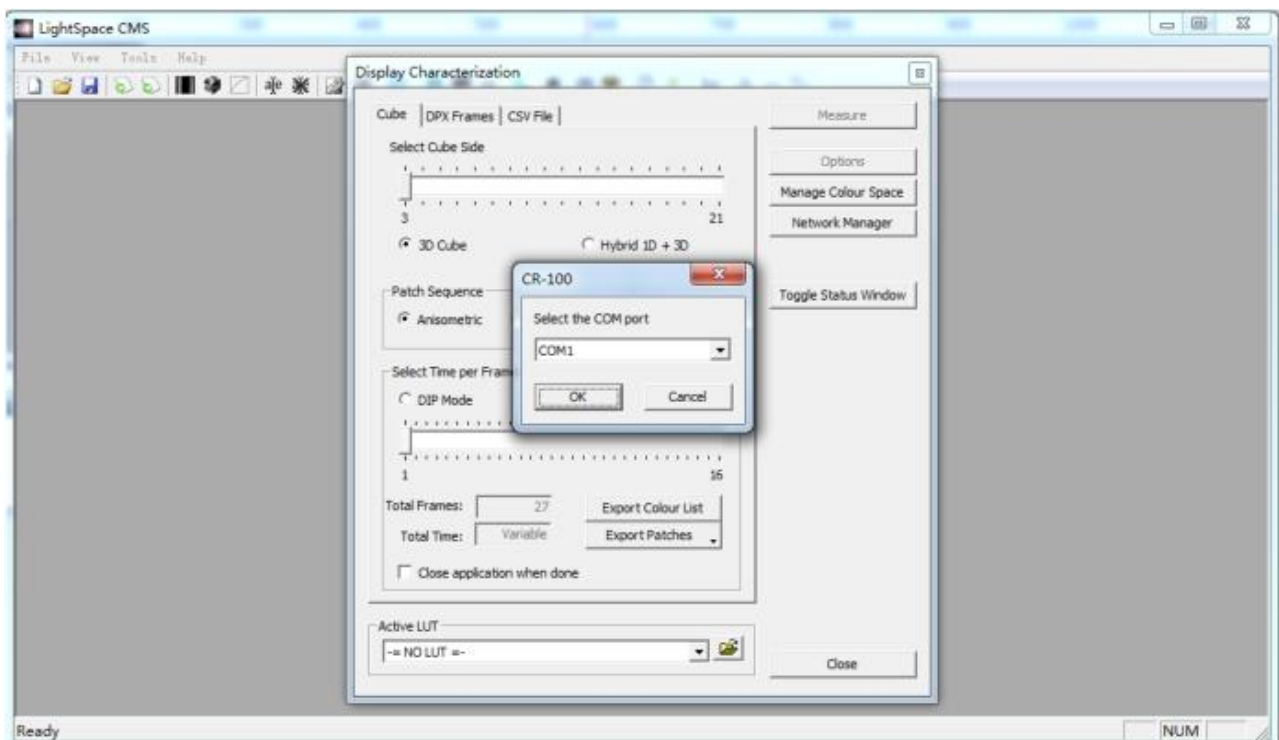 LightSpace CMS
File View Tools Help
Display Characterization
Cube DPX Frames CSV File
Measure
Select Cube Side
Options
Manage Colour Space
3 21
Network Manager
3D Cube Hybrid 1D + 3D
CR-100
Patch Sequence
Toggle Status Window
Anisometric
Select the COM port
COM1
Select Time per Fram
DIP Mode
OK Cancel
1 16
Total Frames: 27 Export Colour List
Total Time: Variable Export Patches
Close application when done
Active LUT
-= NO LUT =-
Close
Ready NUM